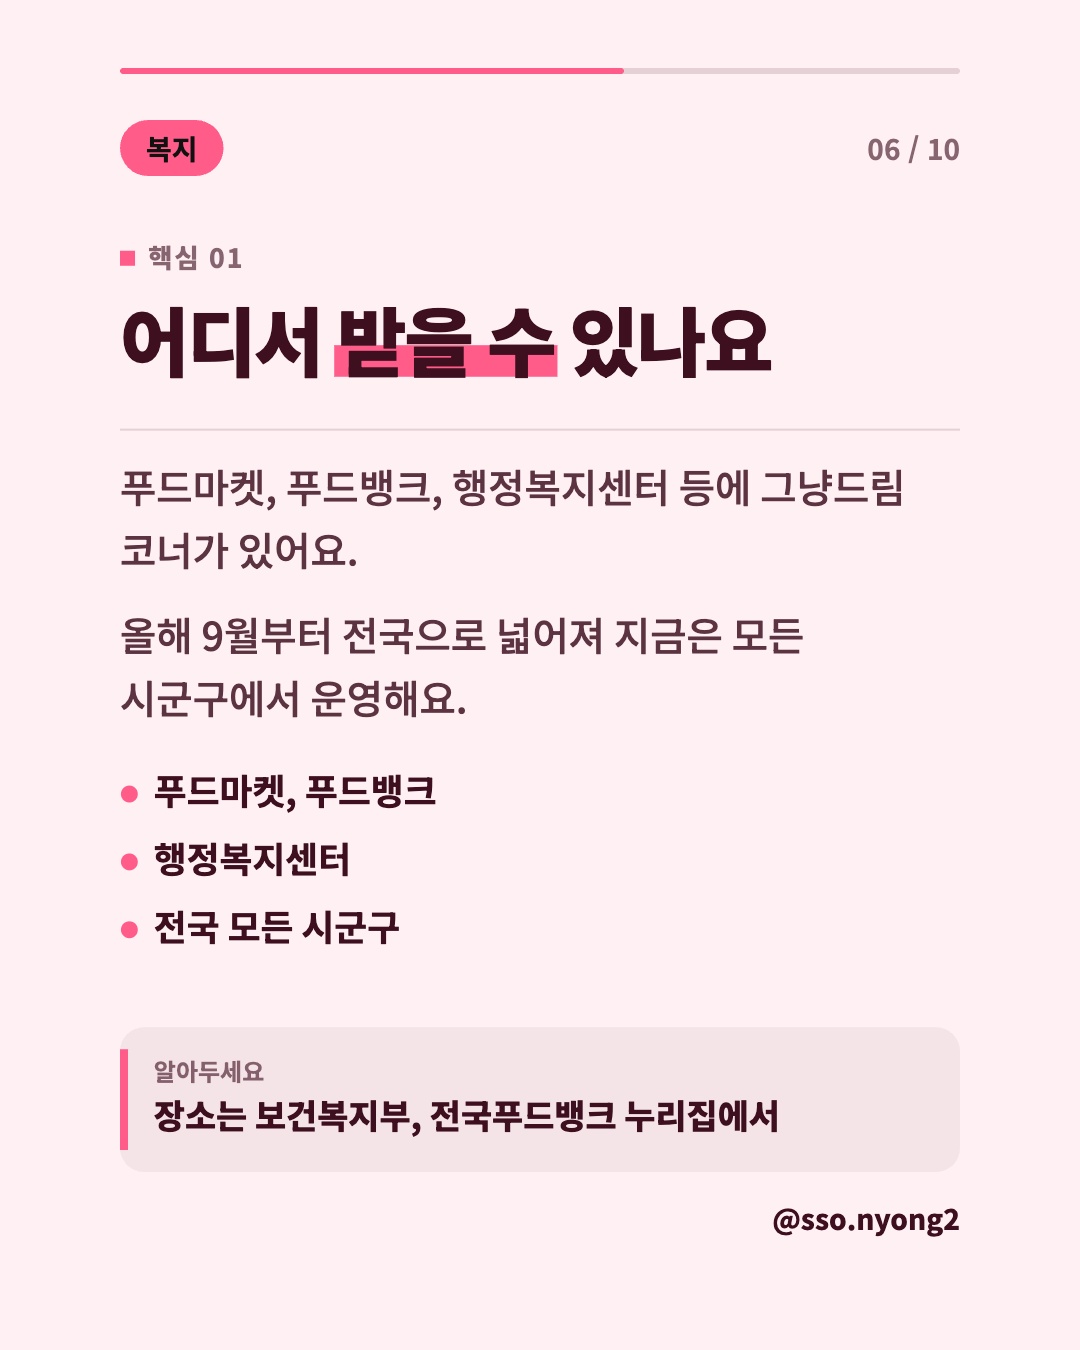 복지
06 / 10
핵심 01
어디서 받을 수 있나요
푸드마켓, 푸드뱅크, 행정복지센터 등에 그냥드림
코너가 있어요.
올해 9월부터 전국으로 넓어져 지금은 모든
시군구에서 운영해요.
푸드마켓, 푸드뱅크
행정복지센터
전국 모든 시군구
알아두세요
장소는 보건복지부, 전국푸드뱅크 누리집에서
@sso.nyong2